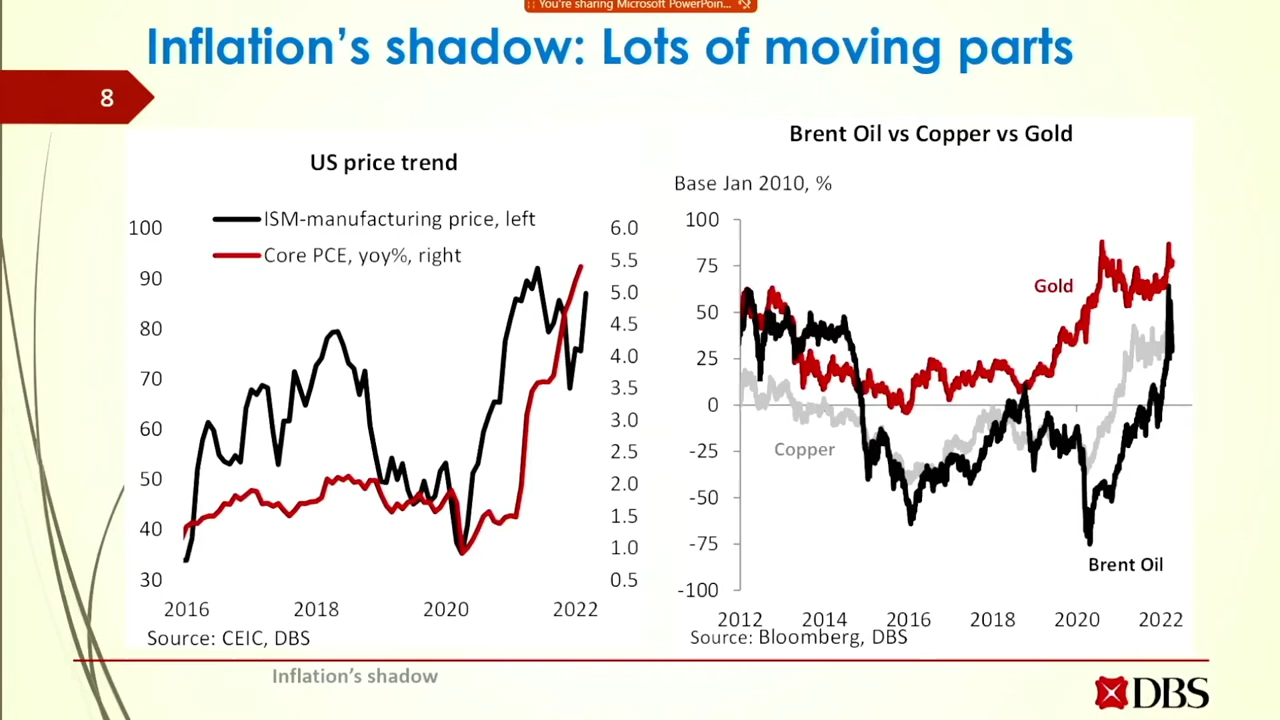 You're sharing Microsoft PowerPoin...
Inflation's shadow: Lots of moving parts
8
US price trend
ISM-manufacturing price, left
Core PCE, yoy%, right
100
90
80
70
60
50
40
30
6.0
5.5
5.0
4.5
4.0
3.5
3.0
2.5
2.0
1.5
1.0
0.5
2016 2018 2020 2022
Source: CEIC, DBS
Brent Oil vs Copper vs Gold
Base Jan 2010, %
100
75
50
25
0
-25
-50
-75
-100
Gold
Copper
Brent Oil
2012 2014 2016 2018 2020 2022
Source: Bloomberg, DBS
Inflation's shadow
DBS